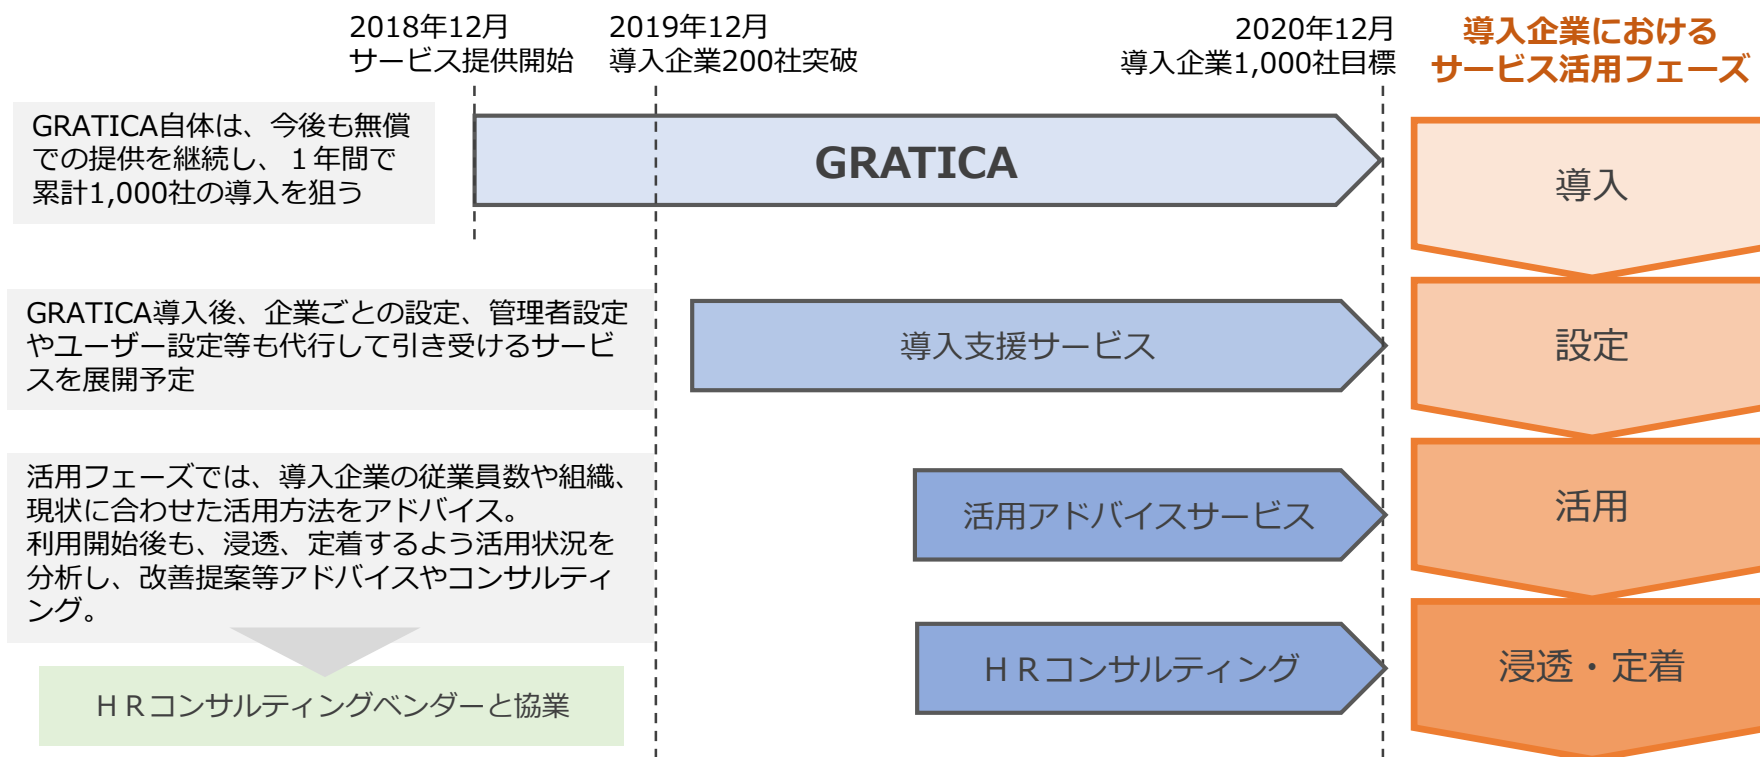 2018年12月
サービス提供開始
2019年12月
導入企業200社突破
2020年12月
導入企業1,000社目標
導入企業における
サービス活用フェーズ
GRATICA自体は、今後も無償
での提供を継続し、１年間で
累計1,000社の導入を狙う
GRATICA
導入
GRATICA導入後、企業ごとの設定、管理者設定
やユーザー設定等も代行して引き受けるサービ
スを展開予定
導入支援サービス
設定
活用フェーズでは、導入企業の従業員数や組織、
現状に合わせた活用方法をアドバイス。
利用開始後も、浸透、定着するよう活用状況を
分析し、改善提案等アドバイスやコンサルティ
ング。
活用アドバイスサービス
活用
ＨＲコンサルティング
浸透・定着
ＨＲコンサルティングベンダーと協業